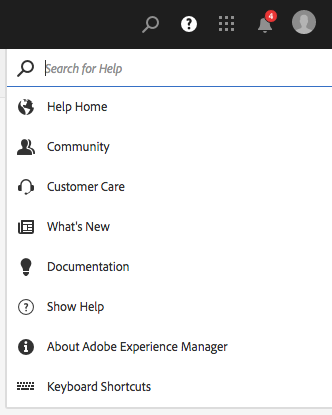 4
Search for Help
Help Home
Community
Customer Care
What's New
Documentation
Show Help
About Adobe Experience Manager
Keyboard Shortcuts